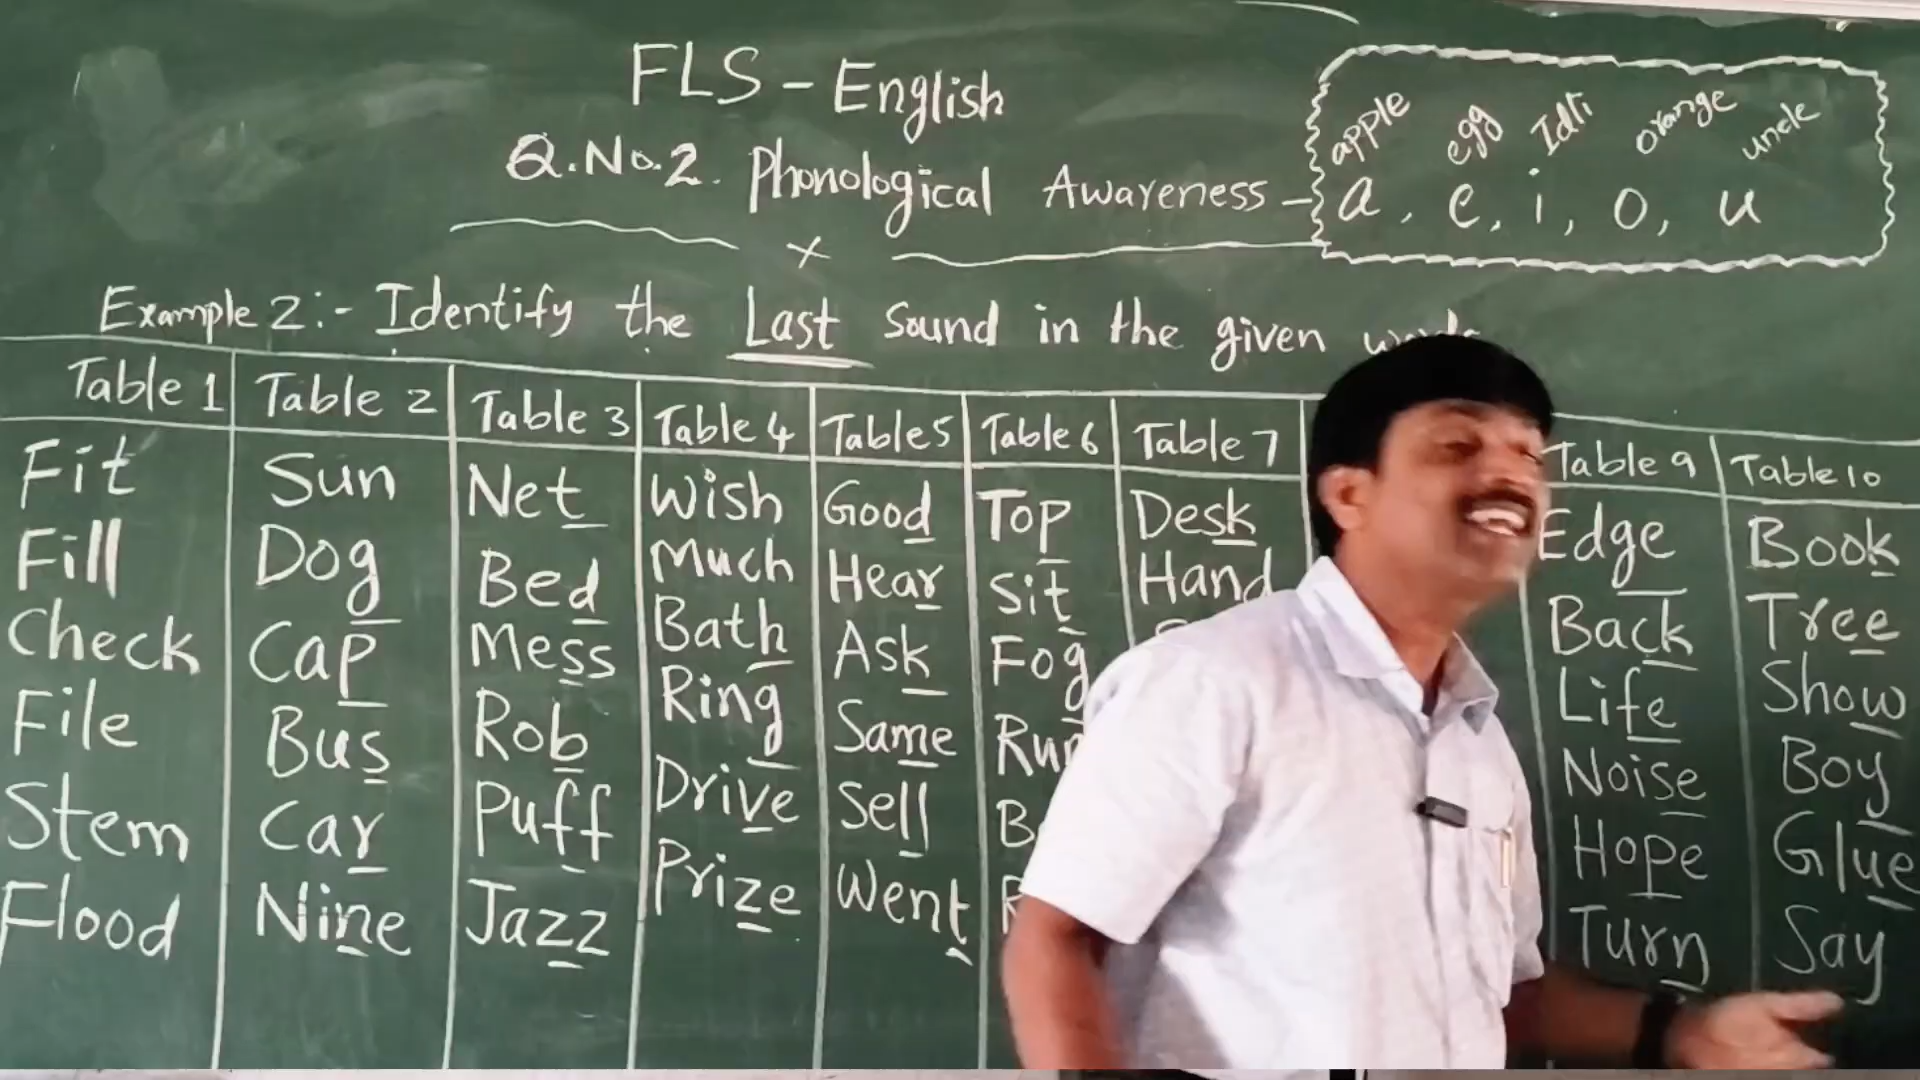 FLS - English
Q.No.2. Phonological Awareness - a, e, i, o, u
apple egg Idli orange uncle
Example 2:- Identify the Last Sound in the given
Table 1 Table 2 Table 3 Table 4 Table 5 Table 6 Table 7 Table 9 Table 10
Fit Sun Net Wish Good Top Desk Edge Book
Fill Dog Bed Much Hear Sit Hand Back Tree
Check Cap Mess Bath Ask Fog Life Show
File Bus Rob Ring Same Run Noise Boy
Stem Car Puff Drive Sell Hope Glue
Flood Nine Jazz Prize Went Turn Say